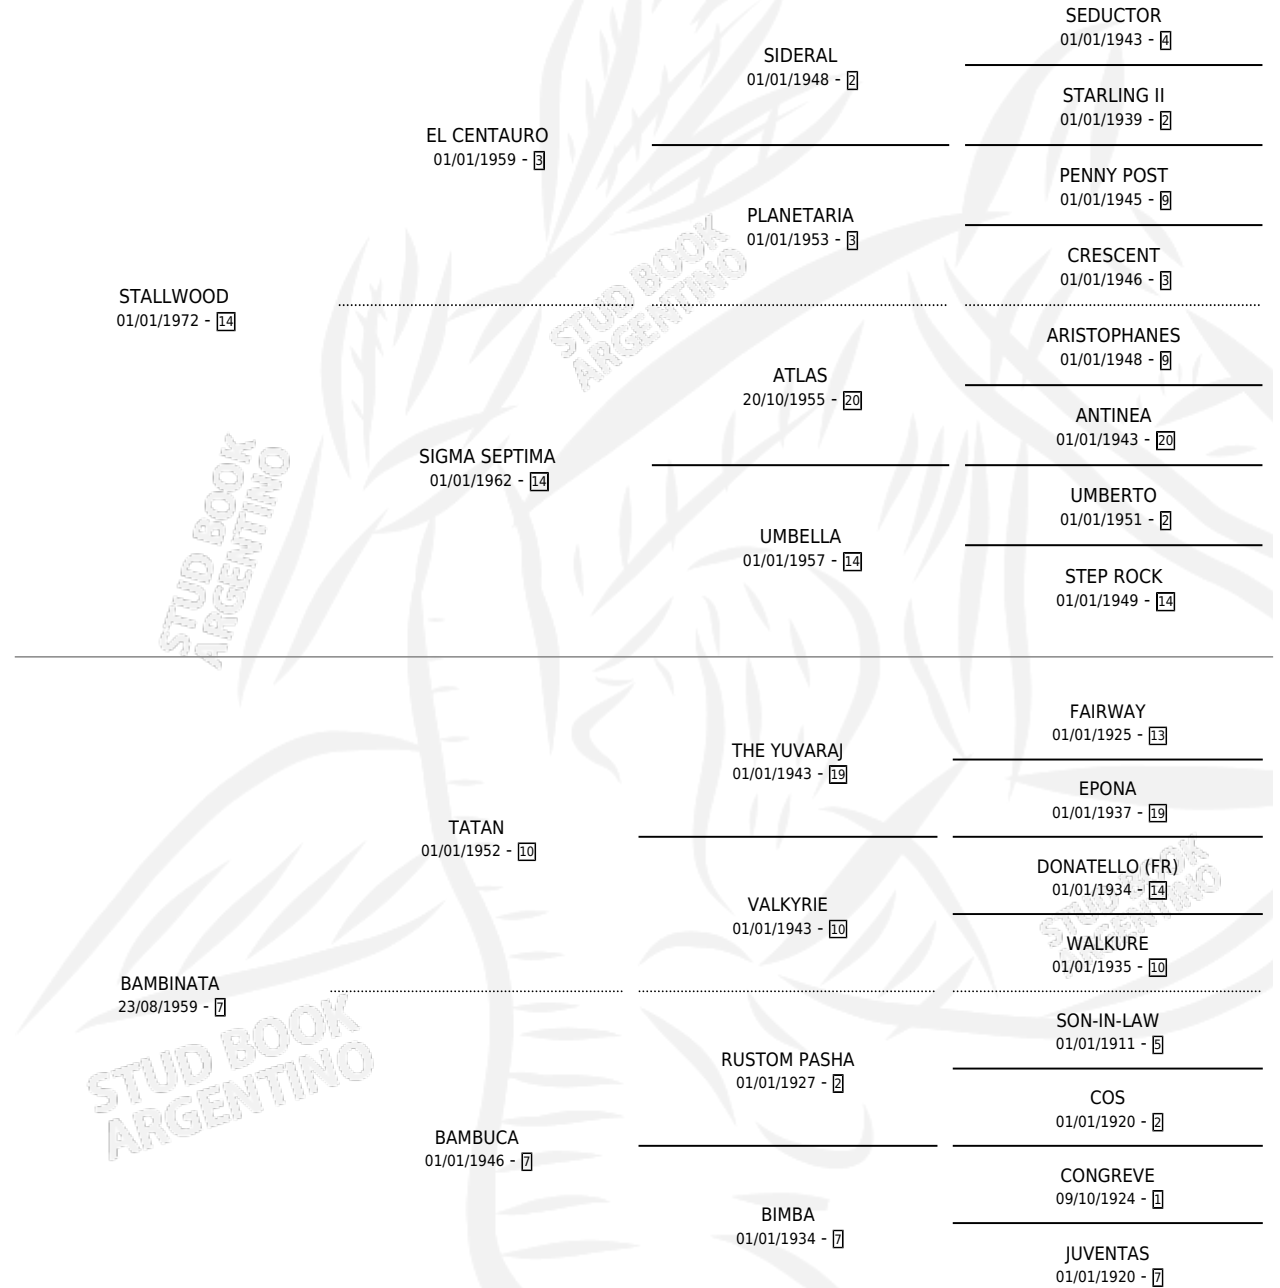 SEDUCTOR
01/01/1943 - 4
SIDERAL
01/01/1948 - 2
STARLING II
01/01/1939 - 2
EL CENTAURO
01/01/1959 - 3
PENNY POST
01/01/1945 - 9
PLANETARIA
01/01/1953 - 3
CRESCENT
01/01/1946 - 3
STALLWOOD
01/01/1972 - 14
ARISTOPHANES
01/01/1948 - 9
ATLAS
20/10/1955 - 20
ANTINEA
01/01/1943 - 20
SIGMA SEPTIMA
01/01/1962 - 14
UMBERTO
01/01/1951 - 2
UMBELLA
01/01/1957 - 14
STEP ROCK
01/01/1949 - 14
FAIRWAY
01/01/1925 - 13
THE YUVARAJ
01/01/1943 - 19
EPONA
01/01/1937 - 19
TATAN
01/01/1952 - 10
DONATELLO (FR)
01/01/1934 - 14
VALKYRIE
01/01/1943 - 10
WALKURE
01/01/1935 - 10
BAMBINATA
23/08/1959 - 7
SON-IN-LAW
01/01/1911 - 5
RUSTOM PASHA
01/01/1927 - 2
COS
01/01/1920 - 2
BAMBUCA
01/01/1946 - 7
CONGREVE
09/10/1924 - 1
BIMBA
01/01/1934 - 7
JUVENTAS
01/01/1920 - 7
STUD BOOK
ARGENTINO
STUD BOOK
ARGENTINO
STUD BOOK
ARGENTINO
STUD BOOK
ARGENTINO